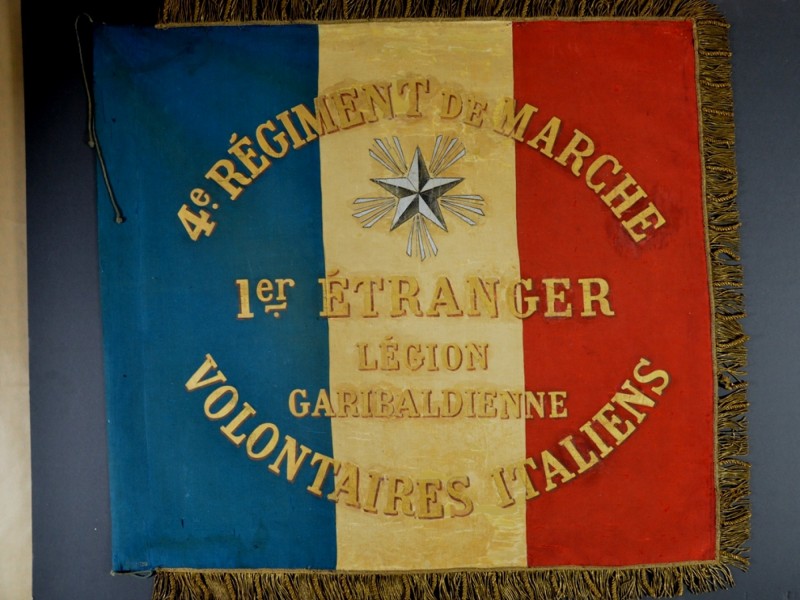 4e. RÉGIMENT DE MARCHE
1er ÉTRANGER
LÉGION
GARIBALDIENNE
VOLONTAIRES ITALIENS